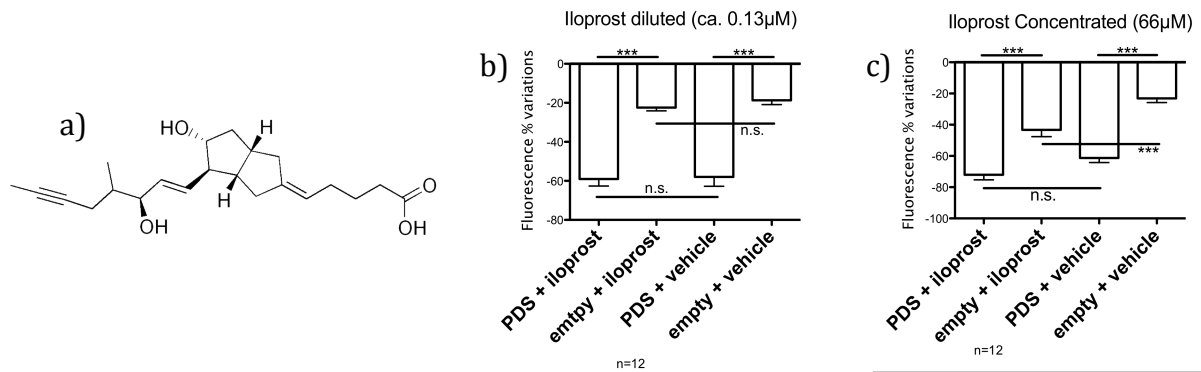 a)
HO
H
H
OH
O
OH
b)
Iloprost diluted (ca. 0.13µM)
Fluorescence % variations
0
-20
-40
-60
-80
***
***
n.s.
n.s.
PDS + iloprost
emtpy + iloprost
PDS + vehicle
empty + vehicle
n=12
c)
Iloprost Concentrated (66µM)
Fluorescence % variations
0
-20
-40
-60
-80
-100
***
***
***
n.s.
PDS + iloprost
empty + iloprost
PDS + vehicle
empty + vehicle
n=12